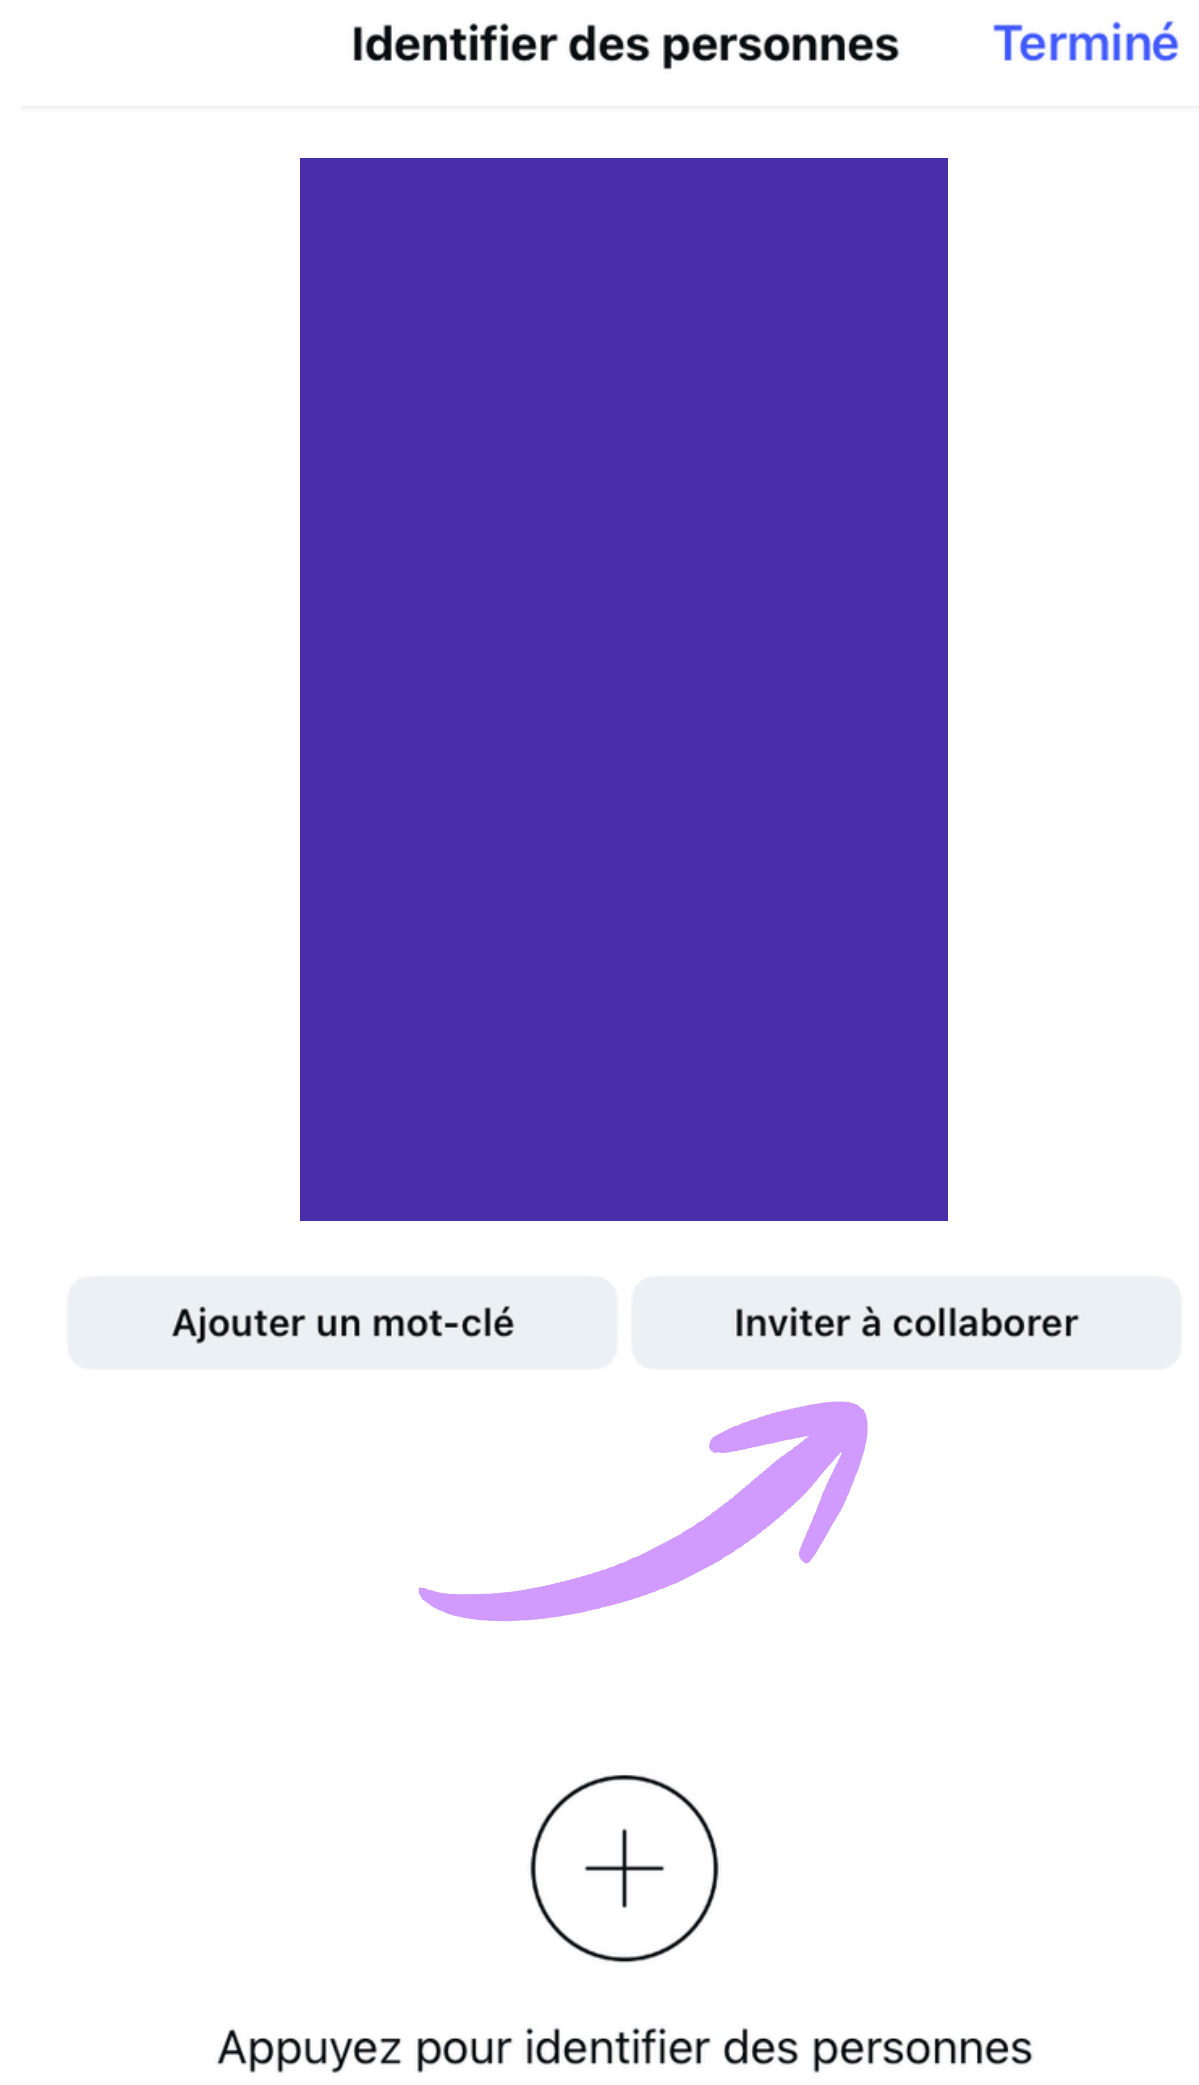 Identifier des personnes
Terminé
Ajouter un mot-clé
Inviter à collaborer
Appuyez pour identifier des personnes